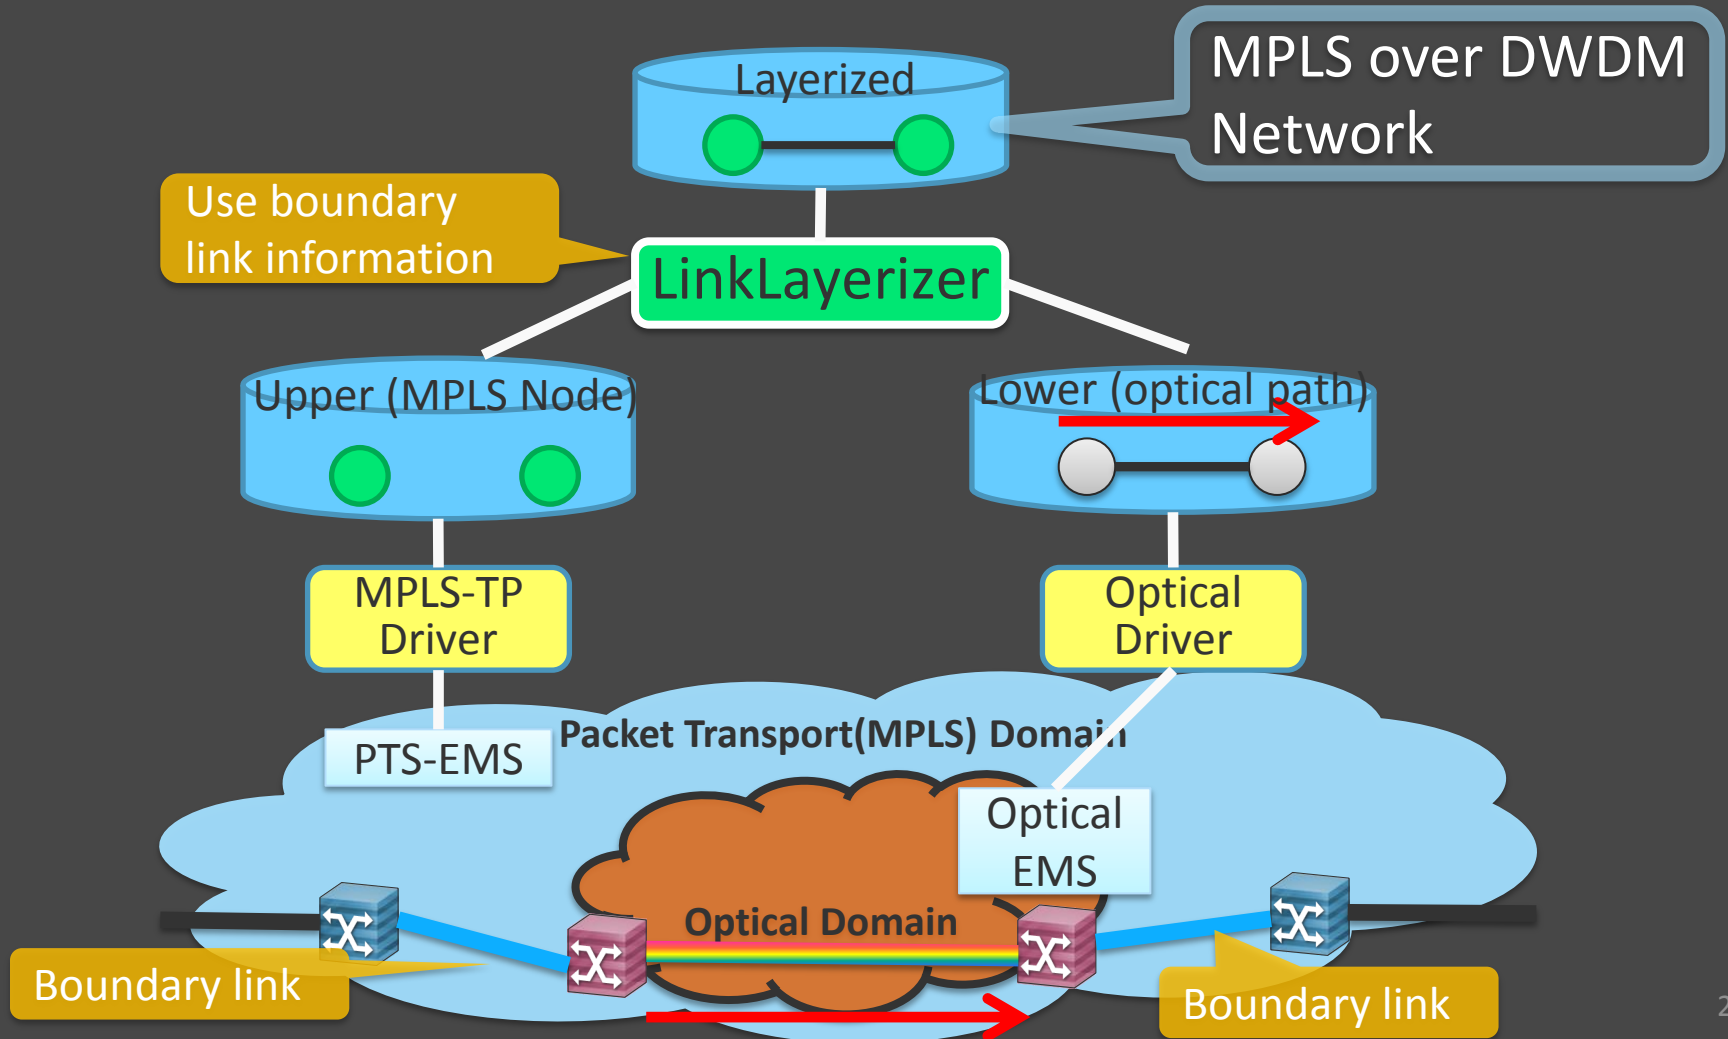 MPLS over DWDM
Network
Layerized
Use boundary
link information
LinkLayerizer
Upper (MPLS Node)
Lower (optical path)
MPLS-TP
Driver
Optical
Driver
Packet Transport(MPLS) Domain
PTS-EMS
Optical
EMS
Optical Domain
Boundary link
Boundary link
2